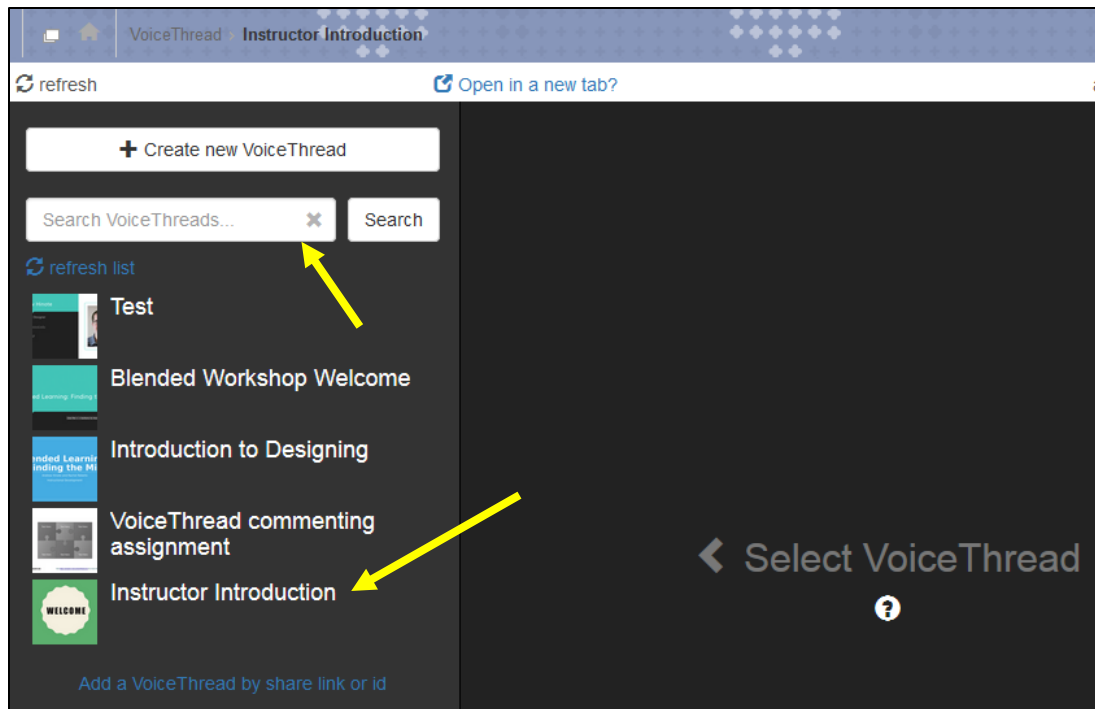 VoiceThread › Instructor Introduction
refresh
Open in a new tab?
Create new VoiceThread
Search VoiceThreads...
Search
refresh list
Test
Blended Workshop Welcome
Introduction to Designing
VoiceThread commenting
assignment
WELCOME
Instructor Introduction
Select VoiceThread
?
Add a VoiceThread by share link or id